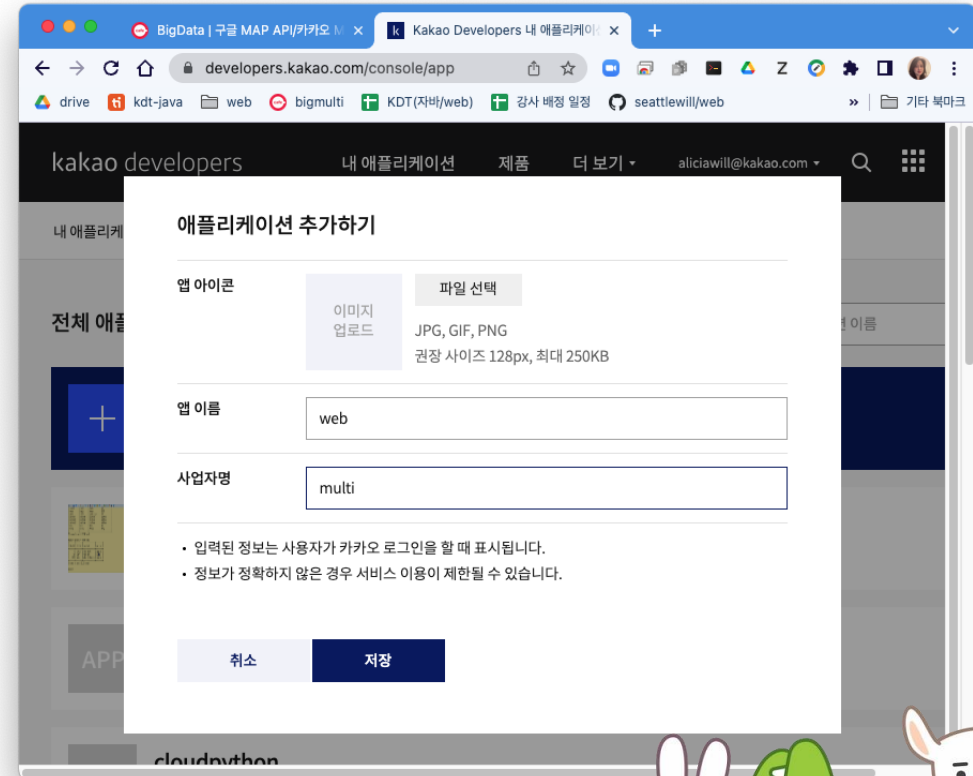 BigData | 구글 MAP API/카카오 M
Kakao Developers 내 애플리케이션
developers.kakao.com/console/app
drive kdt-java web bigmulti KDT(자바/web) 강사 배정 일정 seattlewill/web » 기타 북마크
kakao developers 내 애플리케이션 제품 더 보기 aliciawill@kakao.com
내 애플리케
애플리케이션 추가하기
앱 아이콘
이미지
업로드
파일 선택
JPG, GIF, PNG
권장 사이즈 128px, 최대 250KB
전체 애플
이름
앱 이름
web
사업자명
multi
• 입력된 정보는 사용자가 카카오 로그인을 할 때 표시됩니다.
• 정보가 정확하지 않은 경우 서비스 이용이 제한될 수 있습니다.
APP
취소 저장
cloudpython